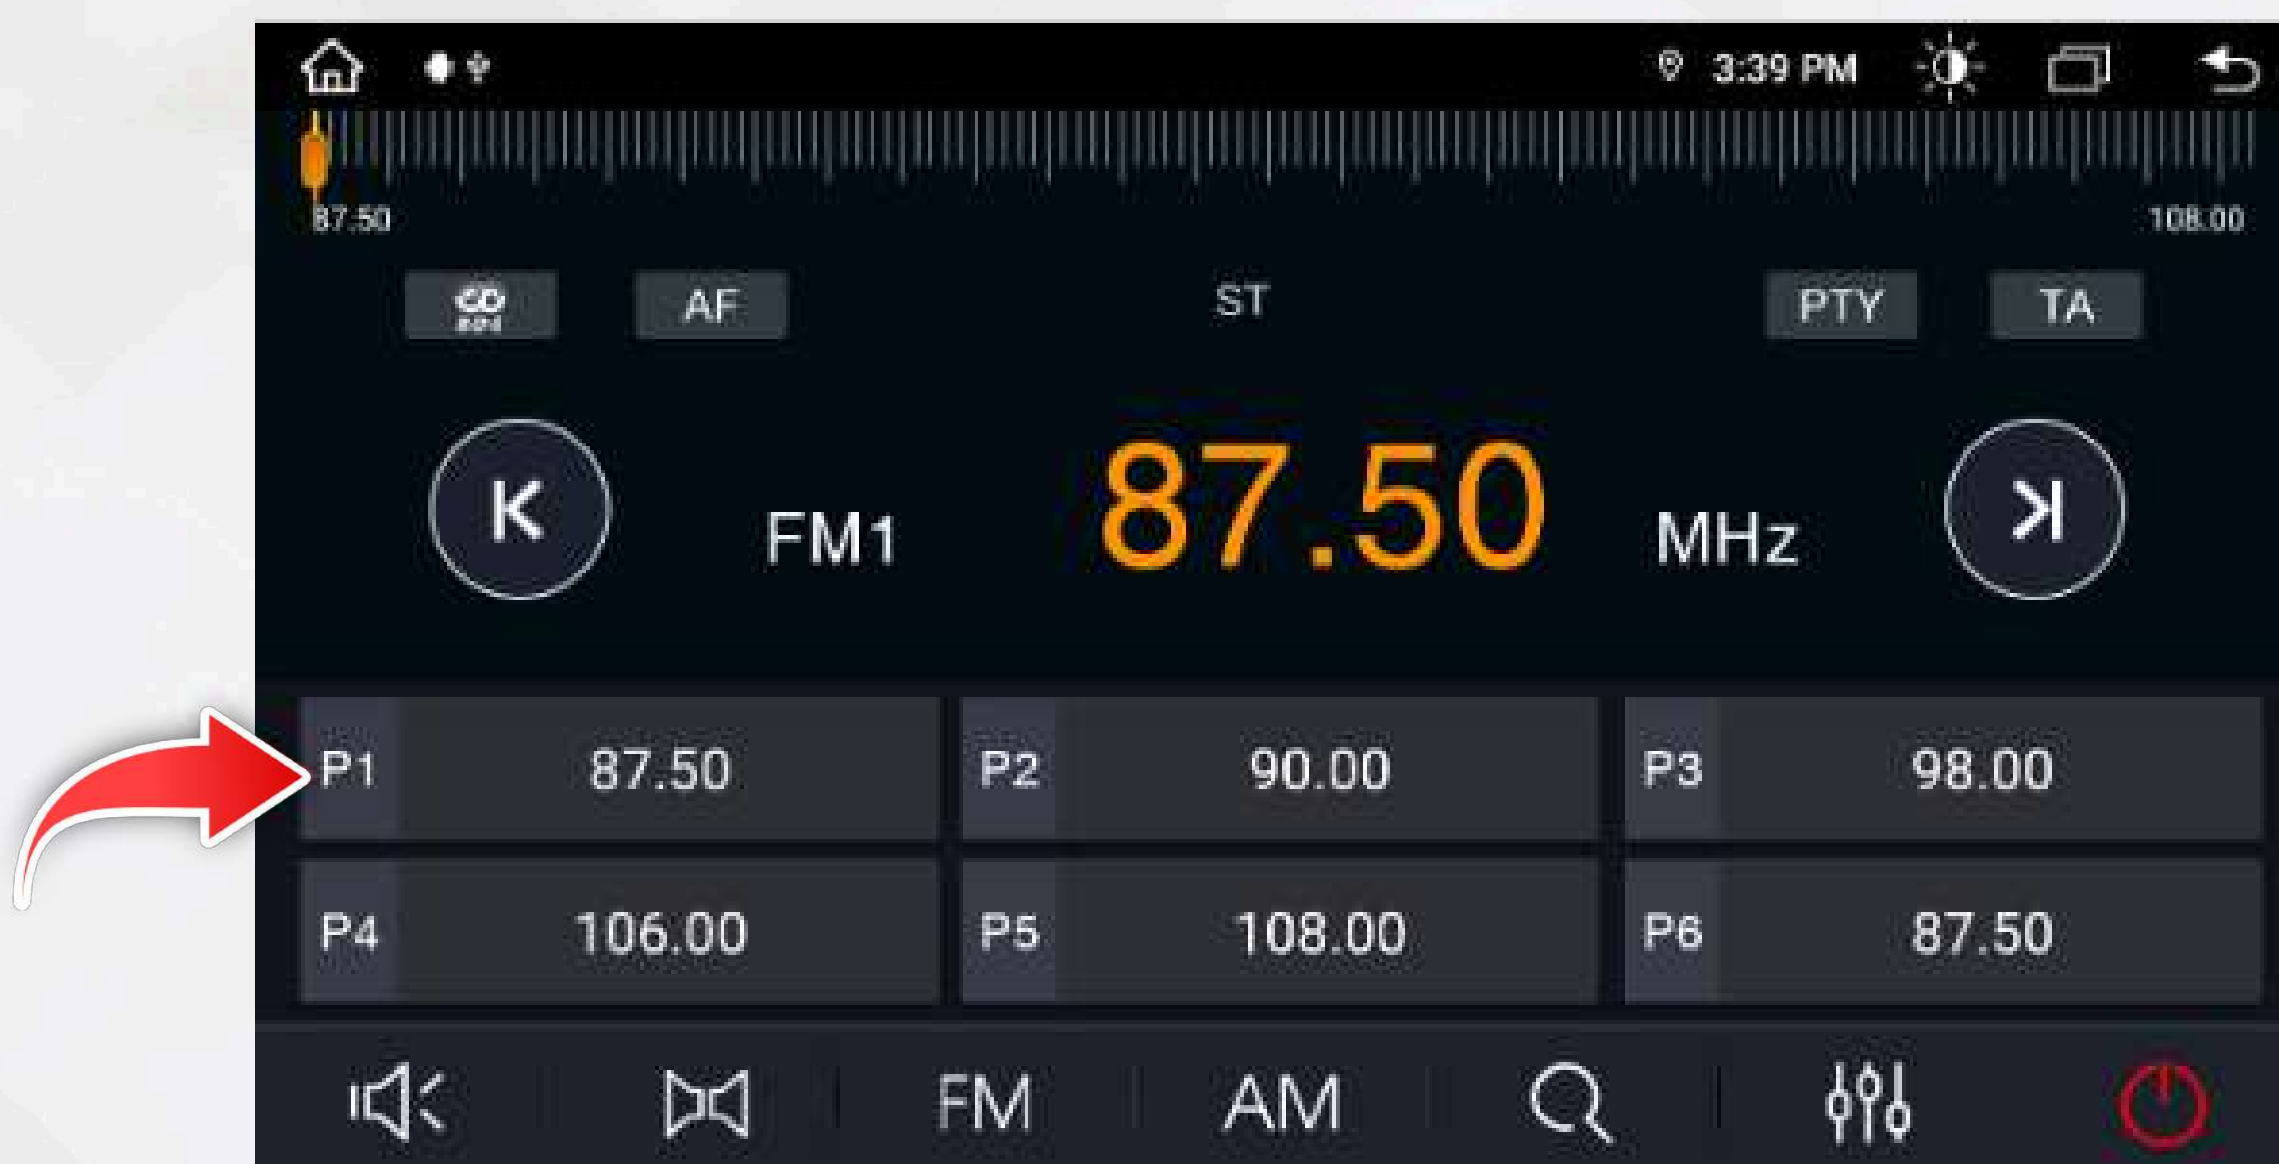 3:39 PM
87.50 108.00
AF ST PTY TA
FM1 87.50 MHz
P1 87.50 P2 90.00 P3 98.00
P4 106.00 P5 108.00 P6 87.50
FM AM